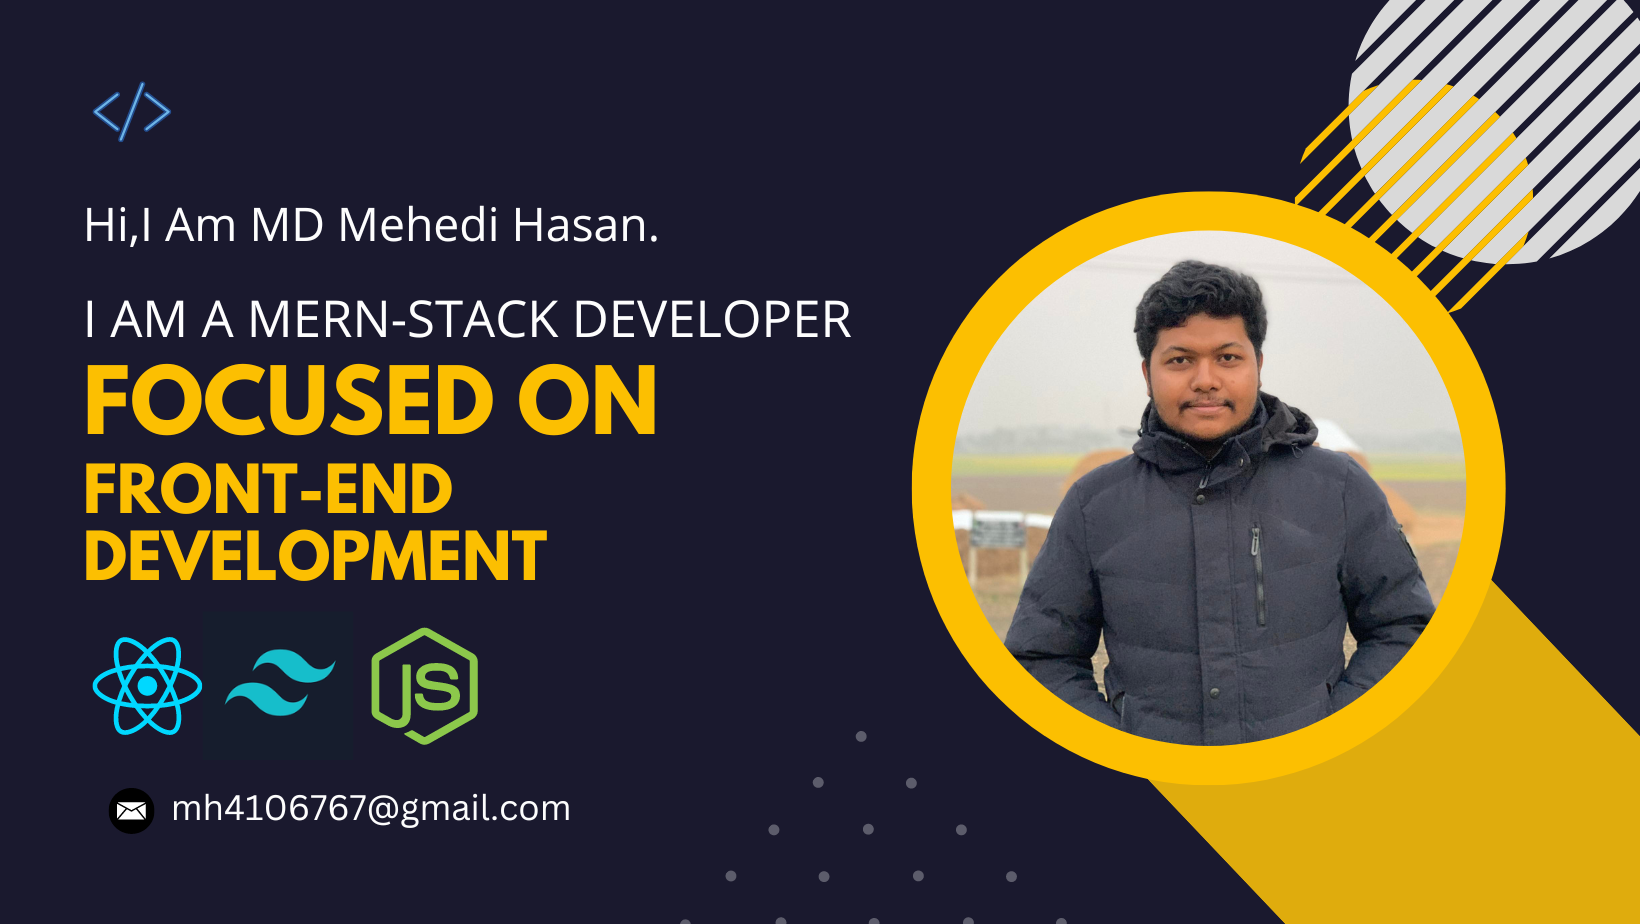 </>
Hi,I Am MD Mehedi Hasan.
I AM A MERN-STACK DEVELOPER
FOCUSED ON
FRONT-END
DEVELOPMENT
JS
mh4106767@gmail.com